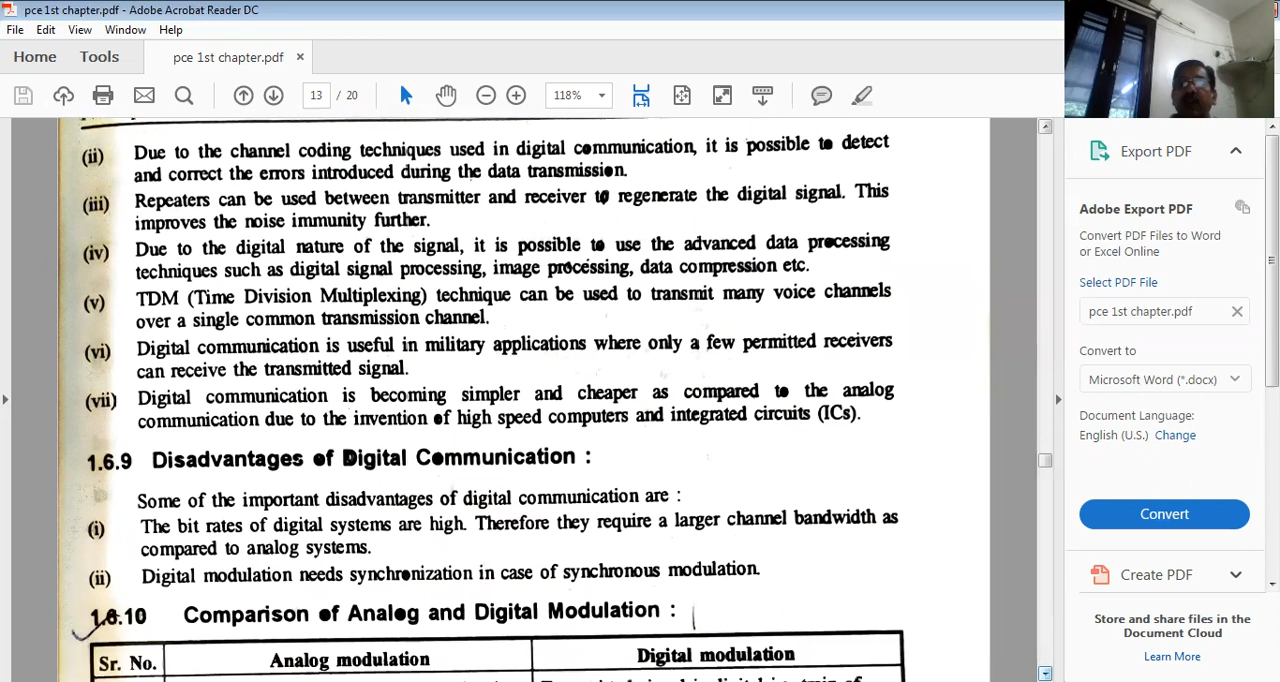 pce 1st chapter.pdf - Adobe Acrobat Reader DC
File Edit View Window Help
Home Tools pce 1st chapter.pdf ×
13 / 20 118%
(ii) Due to the channel coding techniques used in digital communication, it is possible to detect
and correct the errors introduced during the data transmission.
(iii) Repeaters can be used between transmitter and receiver to regenerate the digital signal. This
improves the noise immunity further.
(iv) Due to the digital nature of the signal, it is possible to use the advanced data processing
techniques such as digital signal processing, image processing, data compression etc.
(v) TDM (Time Division Multiplexing) technique can be used to transmit many voice channels
over a single common transmission channel.
(vi) Digital communication is useful in military applications where only a few permitted receivers
can receive the transmitted signal.
(vii) Digital communication is becoming simpler and cheaper as compared to the analog
communication due to the invention of high speed computers and integrated circuits (ICs).
1.6.9 Disadvantages of Digital Communication :
Some of the important disadvantages of digital communication are :
(i) The bit rates of digital systems are high. Therefore they require a larger channel bandwidth as
compared to analog systems.
(ii) Digital modulation needs synchronization in case of synchronous modulation.
1.6.10 Comparison of Analog and Digital Modulation :
Sr. No. Analog modulation Digital modulation
Export PDF
Adobe Export PDF
Convert PDF Files to Word
or Excel Online
Select PDF File
pce 1st chapter.pdf
Convert to
Microsoft Word (*.docx)
Document Language:
English (U.S.) Change
Convert
Create PDF
Store and share files in the
Document Cloud
Learn More